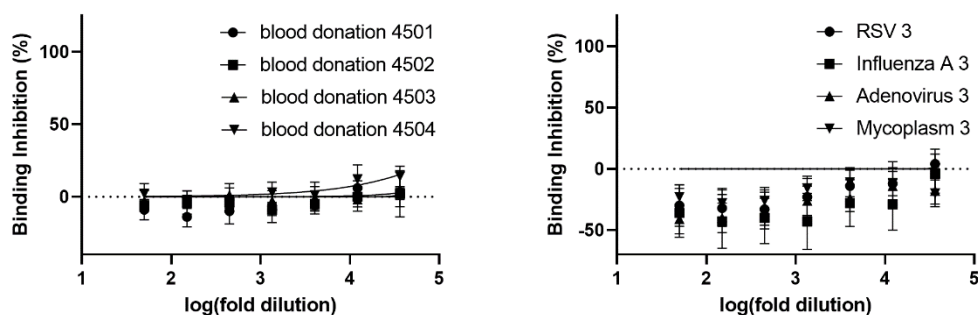 Binding Inhibition (%)
100
50
0
blood donation 4501
blood donation 4502
blood donation 4503
blood donation 4504
1 2 3 4 5
log(fold dilution)
Binding Inhibition (%)
100
50
0
-50
RSV 3
Influenza A 3
Adenovirus 3
Mycoplasm 3
1 2 3 4 5
log(fold dilution)